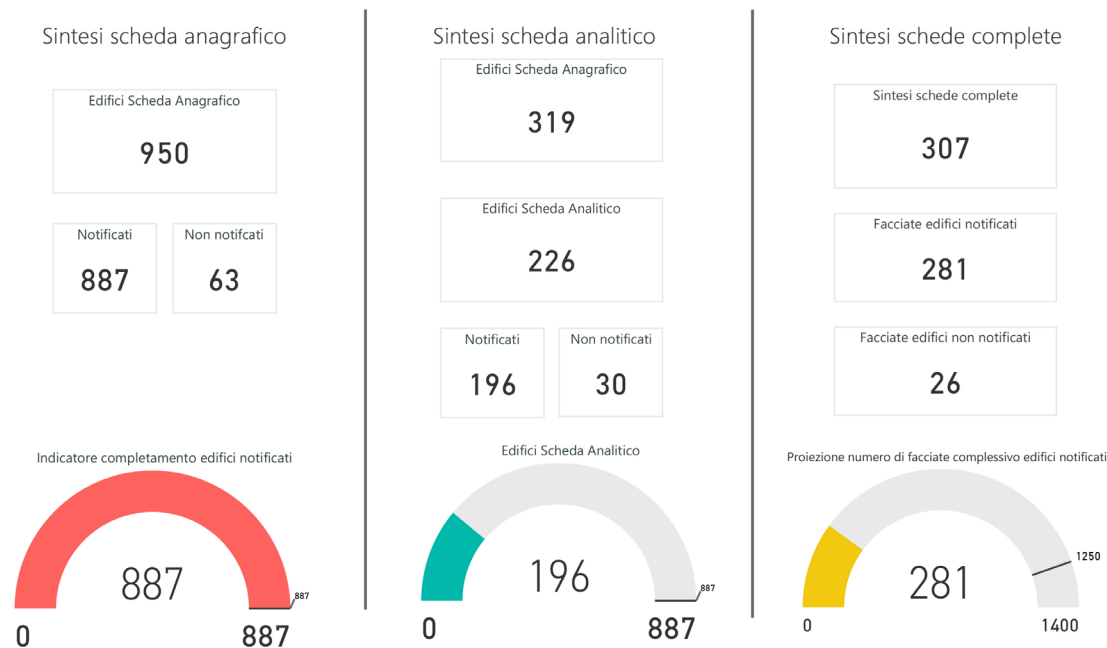 Sintesi scheda anagrafico
Edifici Scheda Anagrafico
950
Notificati
887
Non notifcati
63
Indicatore completamento edifici notificati
887
887
0
887
Sintesi scheda analitico
Edifici Scheda Anagrafico
319
Edifici Scheda Analitico
226
Notificati
196
Non notificati
30
Edifici Scheda Analitico
196
887
0
887
Sintesi schede complete
Sintesi schede complete
307
Facciate edifici notificati
281
Facciate edifici non notificati
26
Proiezione numero di facciate complessivo edifici notificati
1250
281
0
1400